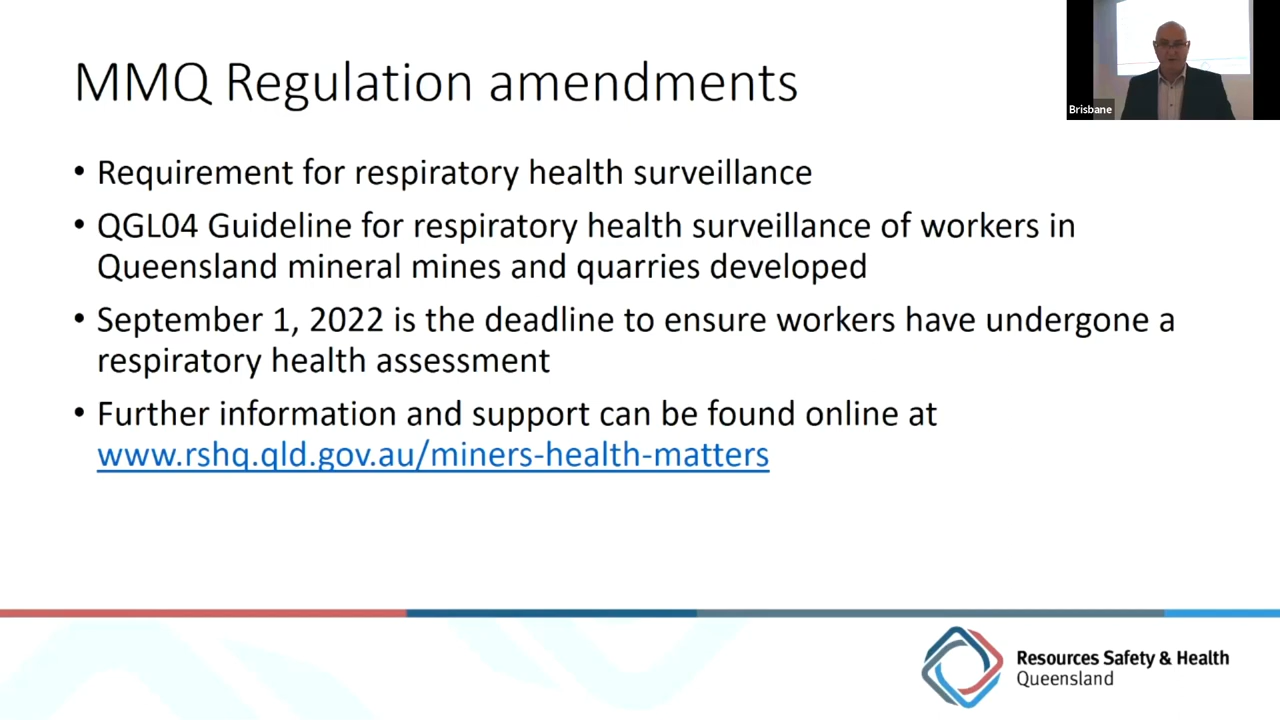 MMQ Regulation amendments
Brisbane
• Requirement for respiratory health surveillance
• QGL04 Guideline for respiratory health surveillance of workers in
Queensland mineral mines and quarries developed
• September 1, 2022 is the deadline to ensure workers have undergone a
respiratory health assessment
• Further information and support can be found online at
www.rshq.qld.gov.au/miners-health-matters
Resources Safety & Health
Queensland